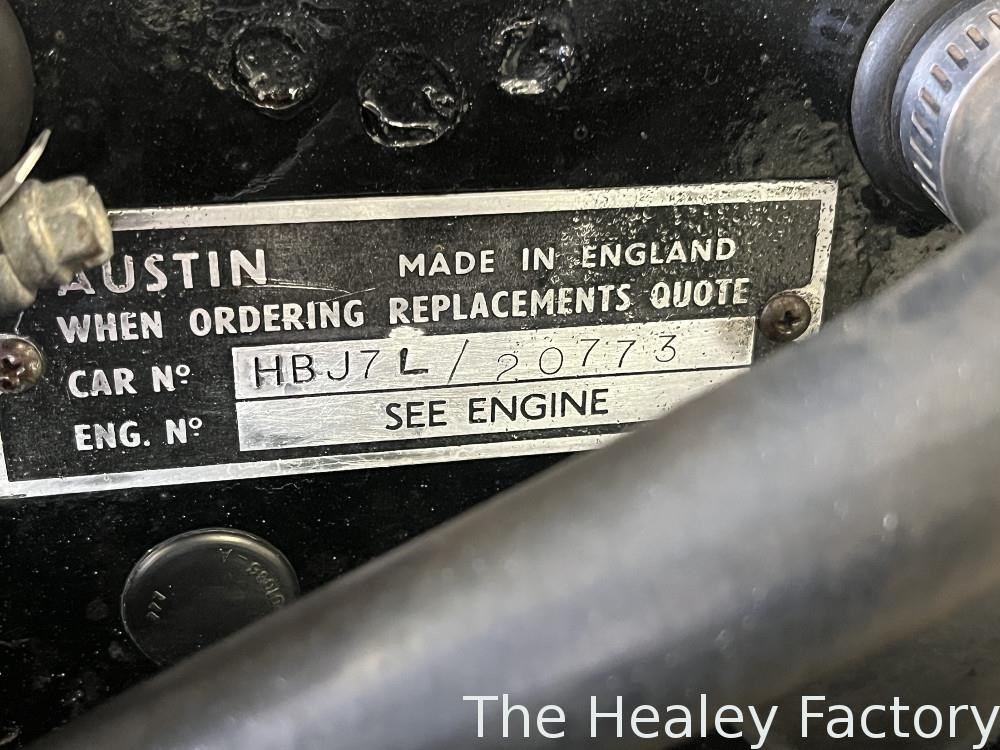 AUSTIN MADE IN ENGLAND
WHEN ORDERING REPLACEMENTS QUOTE
CAR Nº HBJ7L/20773
ENG. Nº SEE ENGINE
The Healey Factory